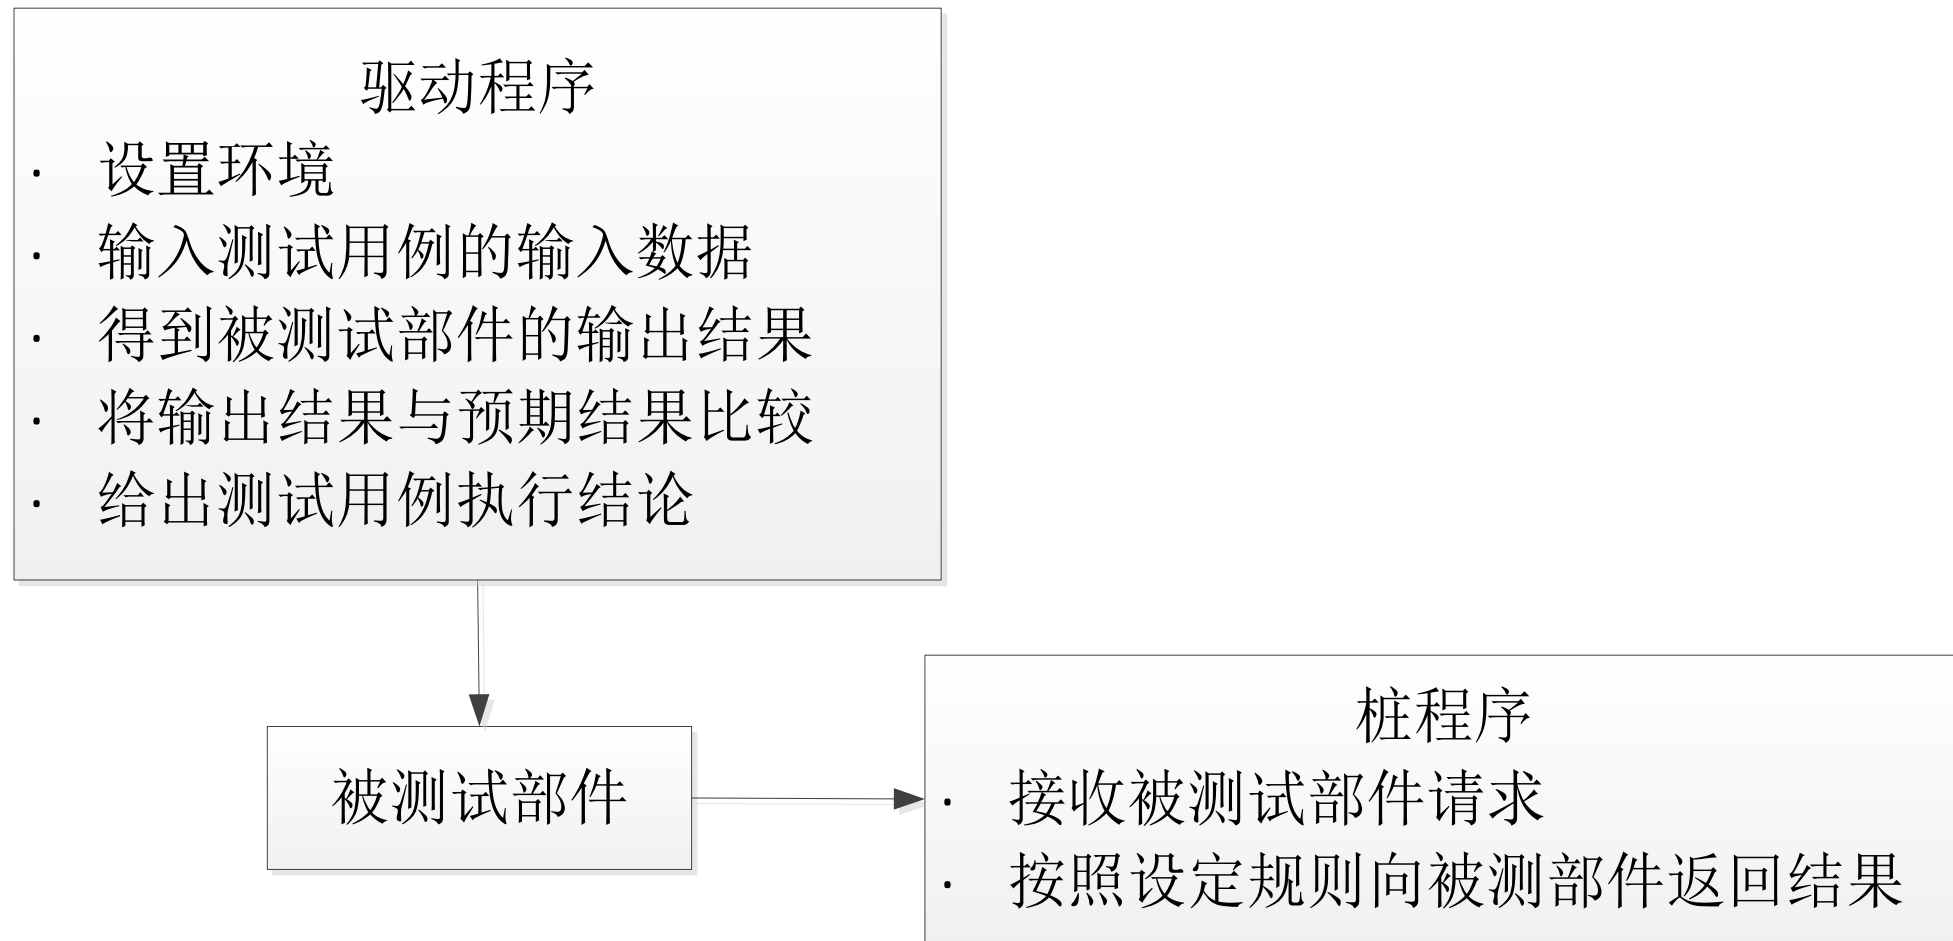 驱动程序
· 设置环境
· 输入测试用例的输入数据
· 得到被测试部件的输出结果
· 将输出结果与预期结果比较
· 给出测试用例执行结论
被测试部件
桩程序
· 接收被测试部件请求
· 按照设定规则向被测部件返回结果